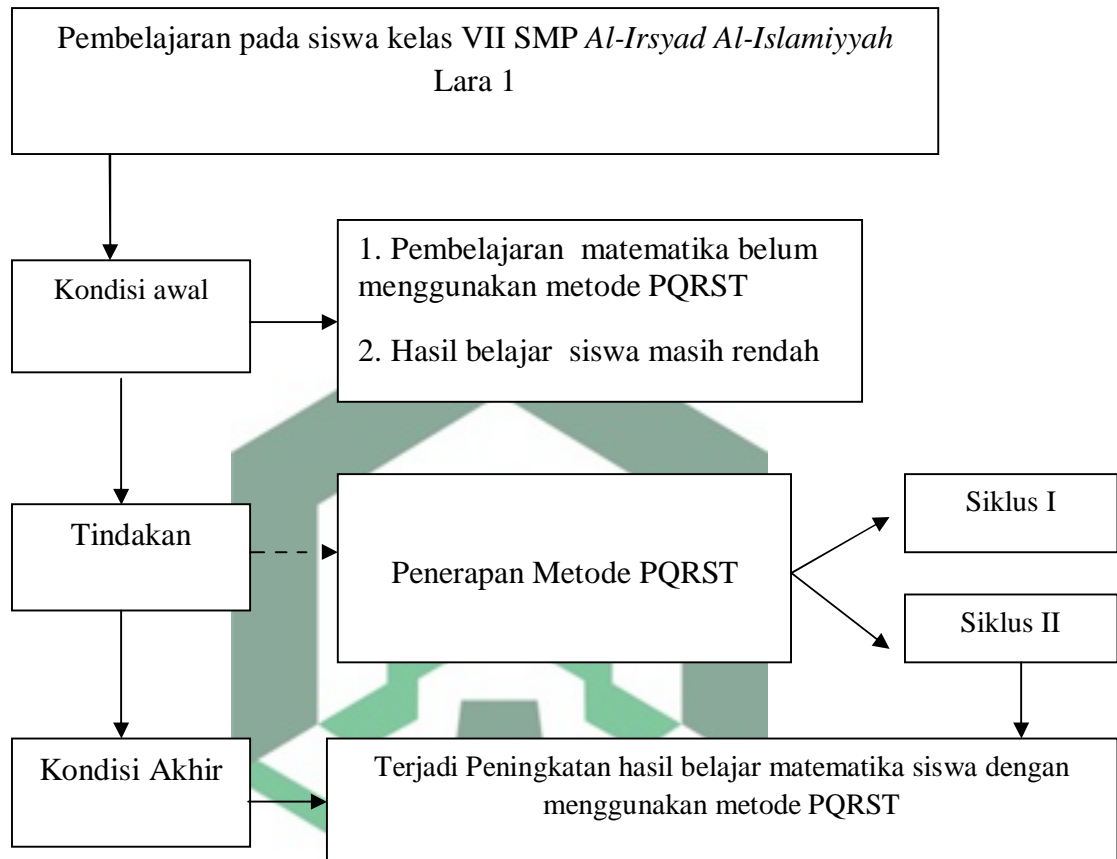 Pembelajaran pada siswa kelas VII SMP Al-Irsyad Al-Islamiyyah
Lara 1
Kondisi awal
1. Pembelajaran matematika belum
menggunakan metode PQRST
2. Hasil belajar siswa masih rendah
Tindakan
Penerapan Metode PQRST
Siklus I
Siklus II
Kondisi Akhir
Terjadi Peningkatan hasil belajar matematika siswa dengan
menggunakan metode PQRST